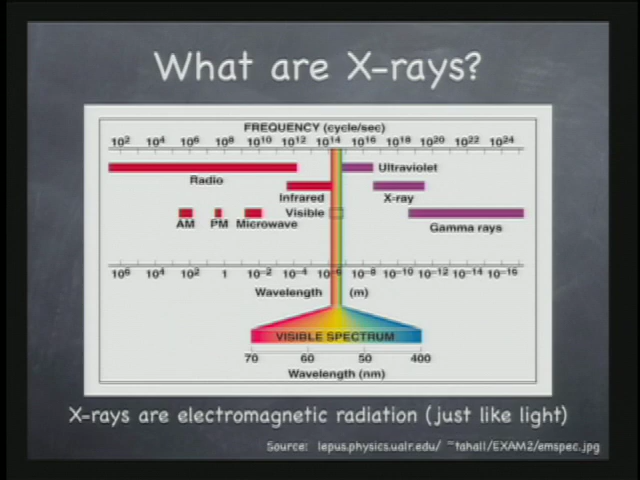 What are X-rays?
FREQUENCY (cycle/sec)
10² 10⁴ 10⁶ 10⁸ 10¹⁰ 10¹² 10¹⁴ 10¹⁶ 10¹⁸ 10²⁰ 10²² 10²⁴
Radio Ultraviolet
Infrared X-ray
Visible
AM PM Microwave Gamma rays
10⁶ 10⁴ 10² 1 10⁻² 10⁻⁴ 10⁻⁶ 10⁻⁸ 10⁻¹⁰ 10⁻¹² 10⁻¹⁴ 10⁻¹⁶
Wavelength (m)
VISIBLE SPECTRUM
70 60 50 400
Wavelength (nm)
X-rays are electromagnetic radiation (just like light)
Source: lepus.physics.ualr.edu/ ~tahall/EXAM2/emspec.jpg